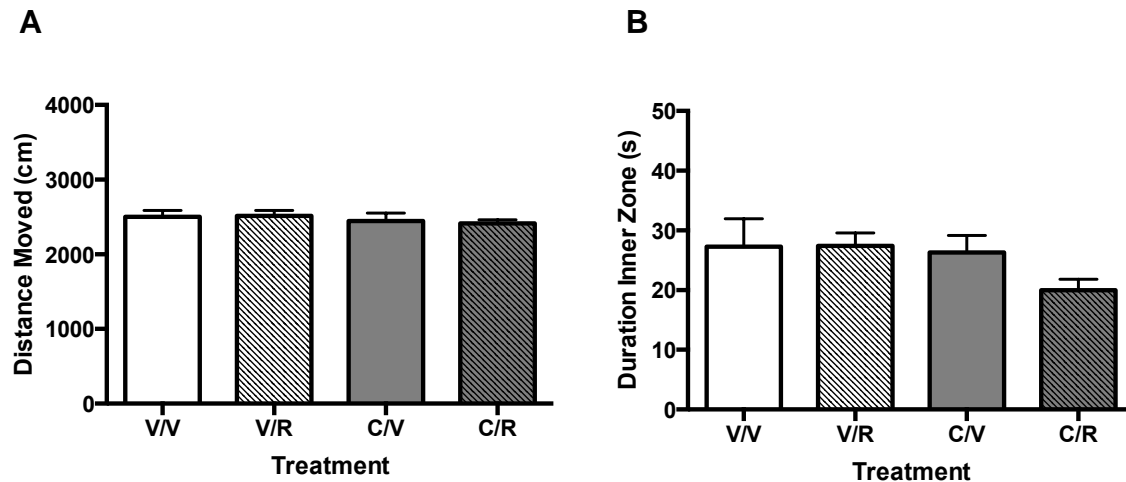 A
Distance Moved (cm)
4000
3000
2000
1000
0
V/V V/R C/V C/R
Treatment
B
Duration Inner Zone (s)
50
40
30
20
10
0
V/V V/R C/V C/R
Treatment